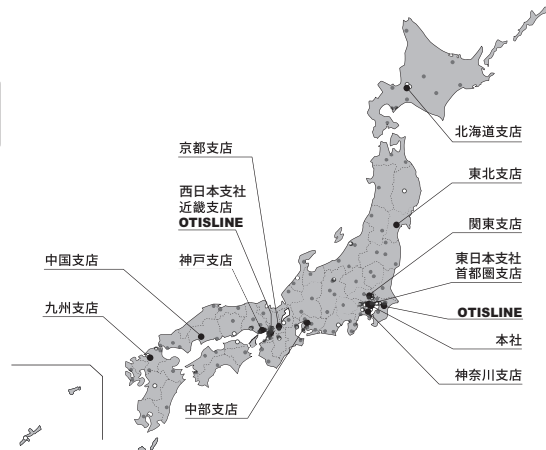 北海道支店
京都支店
東北支店
西日本支社
近畿支店
OTISLINE
関東支店
中国支店
神戸支店
東日本支社
首都圏支店
九州支店
OTISLINE
本社
神奈川支店
中部支店